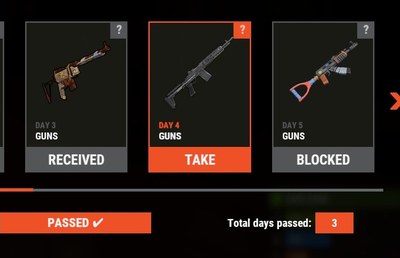 ?
?
?
DAY 3
GUNS
RECEIVED
DAY 4
GUNS
TAKE
DAY 5
GUNS
BLOCKED
PASSED ✓
Total days passed: 3